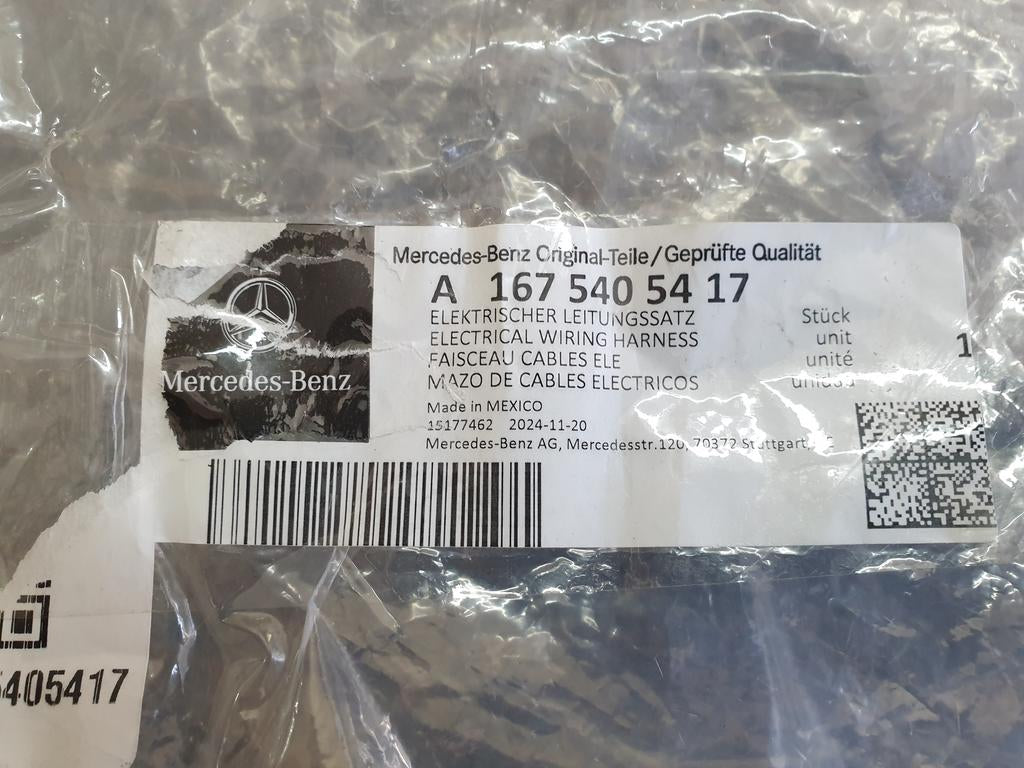 Mercedes-Benz Original-Teile/Geprüfte Qualität
A 167 540 54 17
ELEKTRISCHER LEITUNGSSATZ Stück
ELECTRICAL WIRING HARNESS unit 1
FAISCEAU CABLES ELE unité
MAZO DE CABLES ELECTRICOS unidad
Mercedes-Benz
Made in MEXICO
15177462 2024-11-20
Mercedes-Benz AG, Mercedesstr.120, 70372 Stuttgart,
5405417